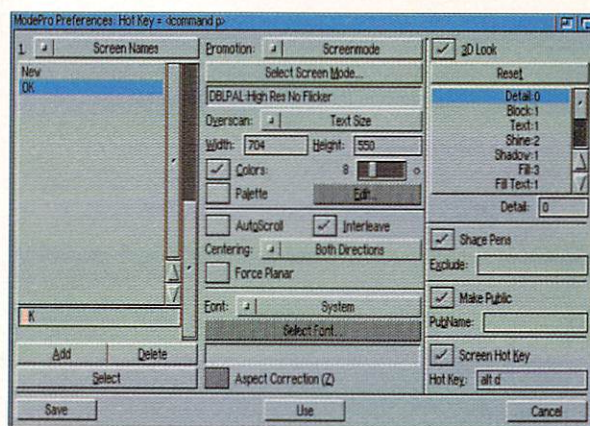 ModePro Preferences: Hot Key = <lcommand p>
1. Screen Names
New
OK
K
Add Delete
Select
Promotion: Screenmode
Select Screen Mode...
DBLPAL:High Res No Flicker
Overscan: Text Size
Width: 704 Height: 550
Colors: 8
Palette Edit...
AutoScroll Interleave
Centering: Both Directions
Force Planar
Font: System
Select Font...
Aspect Correction (Z)
3D Look
Reset
Detail:0
Block:1
Text:1
Shine:2
Shadow:1
Fill:3
Fill Text:1
Detail: 0
Share Pens
Exclude:
Make Public
PubName:
Screen Hot Key
Hot Key: alt d
Save Use Cancel